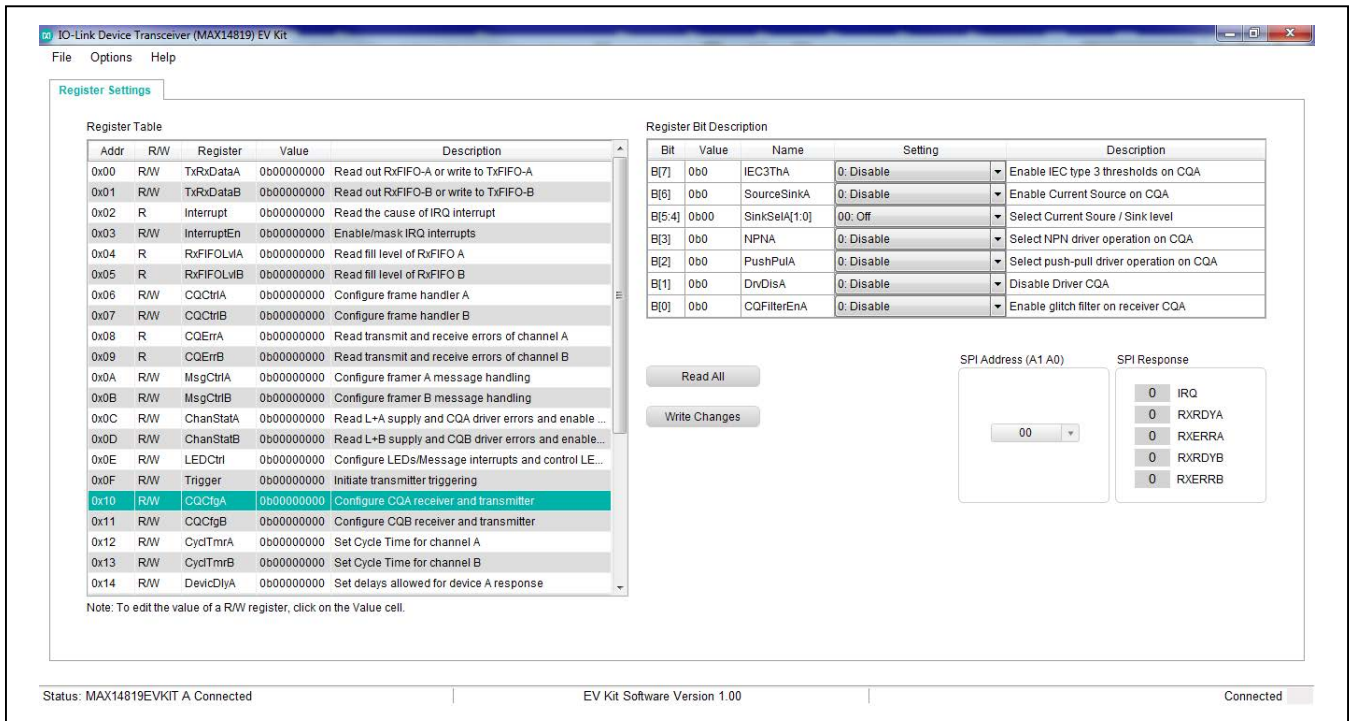 IO-Link Device Transceiver (MAX14819) EV Kit
File Options Help
Register Settings
Register Table
Addr R/W Register Value Description
0x00 R/W TxRxDataA 0b00000000 Read out RxFIFO-A or write to TxFIFO-A
0x01 R/W TxRxDataB 0b00000000 Read out RxFIFO-B or write to TxFIFO-B
0x02 R Interrupt 0b00000000 Read the cause of IRQ interrupt
0x03 R/W InterruptEn 0b00000000 Enable/mask IRQ interrupts
0x04 R RxFIFOLvlA 0b00000000 Read fill level of RxFIFO A
0x05 R RxFIFOLvlB 0b00000000 Read fill level of RxFIFO B
0x06 R/W CQCtrlA 0b00000000 Configure frame handler A
0x07 R/W CQCtrlB 0b00000000 Configure frame handler B
0x08 R CQErrA 0b00000000 Read transmit and receive errors of channel A
0x09 R CQErrB 0b00000000 Read transmit and receive errors of channel B
0x0A R/W MsgCtrlA 0b00000000 Configure framer A message handling
0x0B R/W MsgCtrlB 0b00000000 Configure framer B message handling
0x0C R/W ChanStatA 0b00000000 Read L+A supply and CQA driver errors and enable ...
0x0D R/W ChanStatB 0b00000000 Read L+B supply and CQB driver errors and enable...
0x0E R/W LEDCtrl 0b00000000 Configure LEDs/Message interrupts and control LE...
0x0F R/W Trigger 0b00000000 Initiate transmitter triggering
0x10 R/W CQCfgA 0b00000000 Configure CQA receiver and transmitter
0x11 R/W CQCfgB 0b00000000 Configure CQB receiver and transmitter
0x12 R/W CyclTmrA 0b00000000 Set Cycle Time for channel A
0x13 R/W CyclTmrB 0b00000000 Set Cycle Time for channel B
0x14 R/W DevicDlyA 0b00000000 Set delays allowed for device A response
Note: To edit the value of a R/W register, click on the Value cell.
Register Bit Description
Bit Value Name Setting Description
B[7] 0b0 IEC3ThA 0: Disable Enable IEC type 3 thresholds on CQA
B[6] 0b0 SourceSinkA 0: Disable Enable Current Source on CQA
B[5:4] 0b00 SinkSelA[1:0] 00: Off Select Current Soure / Sink level
B[3] 0b0 NPNA 0: Disable Select NPN driver operation on CQA
B[2] 0b0 PushPulA 0: Disable Select push-pull driver operation on CQA
B[1] 0b0 DrvDisA 0: Disable Disable Driver CQA
B[0] 0b0 CQFilterEnA 0: Disable Enable glitch filter on receiver CQA
Read All
Write Changes
SPI Address (A1 A0)
00
SPI Response
0 IRQ
0 RXRDYA
0 RXERRA
0 RXRDYB
0 RXERRB
Status: MAX14819EVKIT A Connected EV Kit Software Version 1.00 Connected